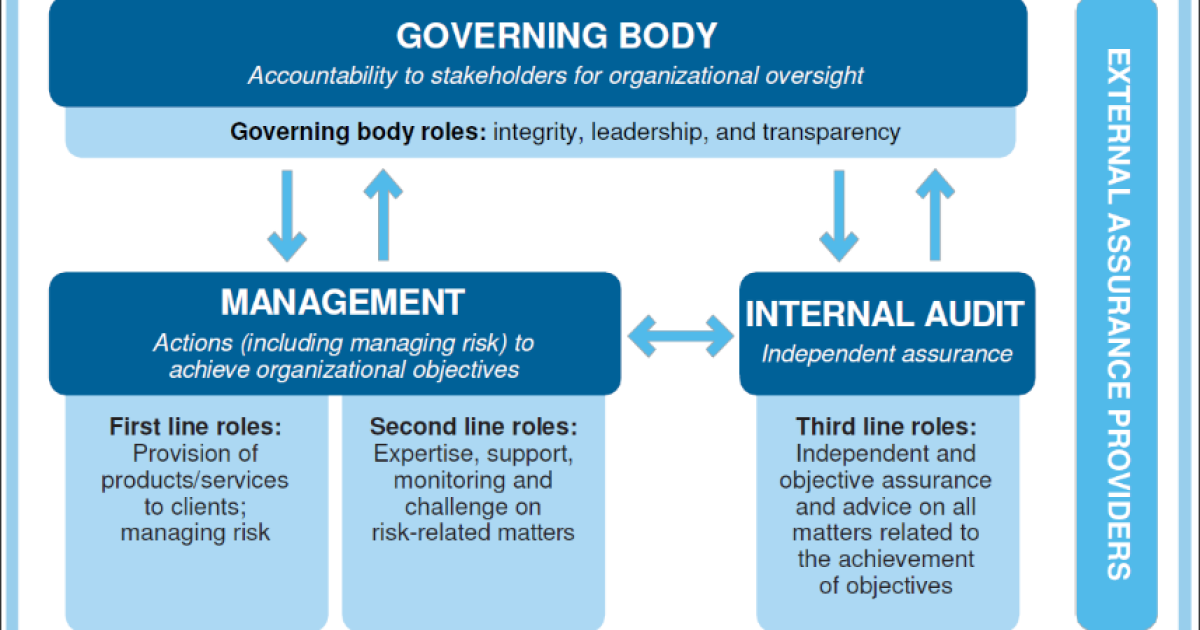 GOVERNING BODY
Accountability to stakeholders for organizational oversight
Governing body roles: integrity, leadership, and transparency
MANAGEMENT
Actions (including managing risk) to
achieve organizational objectives
First line roles:
Provision of
products/services
to clients;
managing risk
Second line roles:
Expertise, support,
monitoring and
challenge on
risk-related matters
INTERNAL AUDIT
Independent assurance
Third line roles:
Independent and
objective assurance
and advice on all
matters related to
the achievement
of objectives
EXTERNAL ASSURANCE PROVIDERS